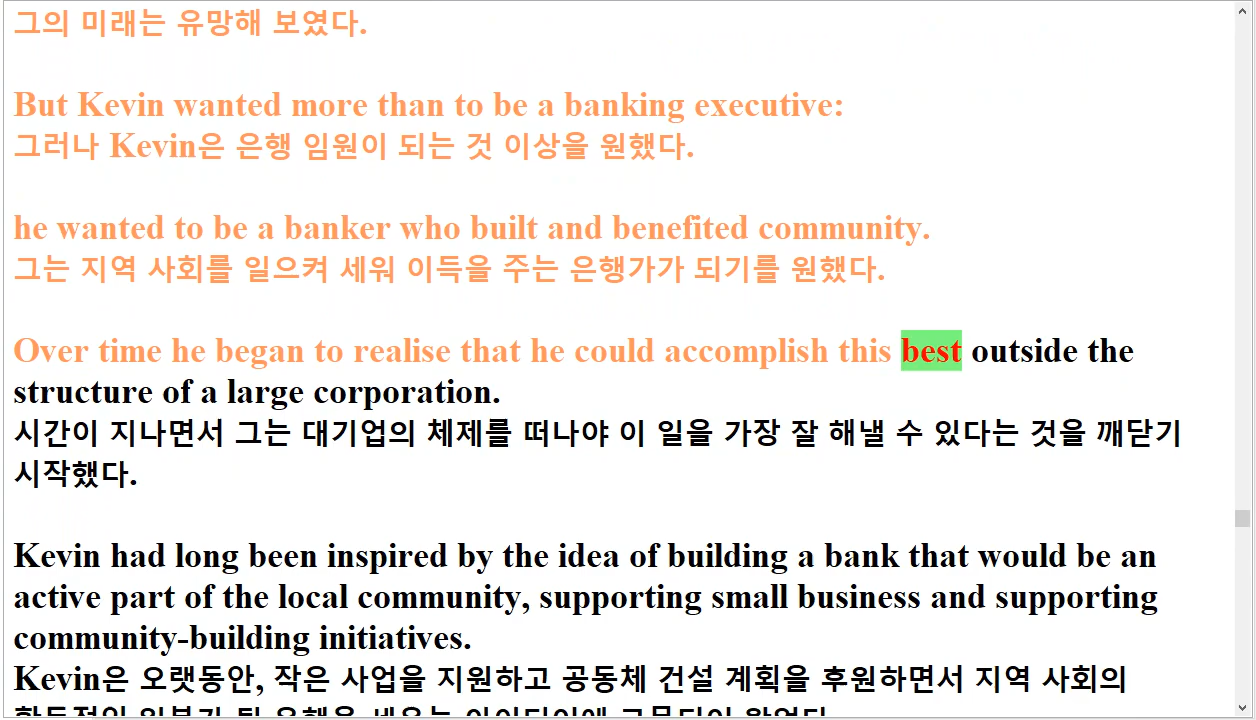 그의 미래는 유망해 보였다.
But Kevin wanted more than to be a banking executive:
그러나 Kevin은 은행 임원이 되는 것 이상을 원했다.
he wanted to be a banker who built and benefited community.
그는 지역 사회를 일으켜 세워 이득을 주는 은행가가 되기를 원했다.
Over time he began to realise that he could accomplish this best outside the
structure of a large corporation.
시간이 지나면서 그는 대기업의 체제를 떠나야 이 일을 가장 잘 해낼 수 있다는 것을 깨닫기
시작했다.
Kevin had long been inspired by the idea of building a bank that would be an
active part of the local community, supporting small business and supporting
community-building initiatives.
Kevin은 오랫동안, 작은 사업을 지원하고 공동체 건설 계획을 후원하면서 지역 사회의